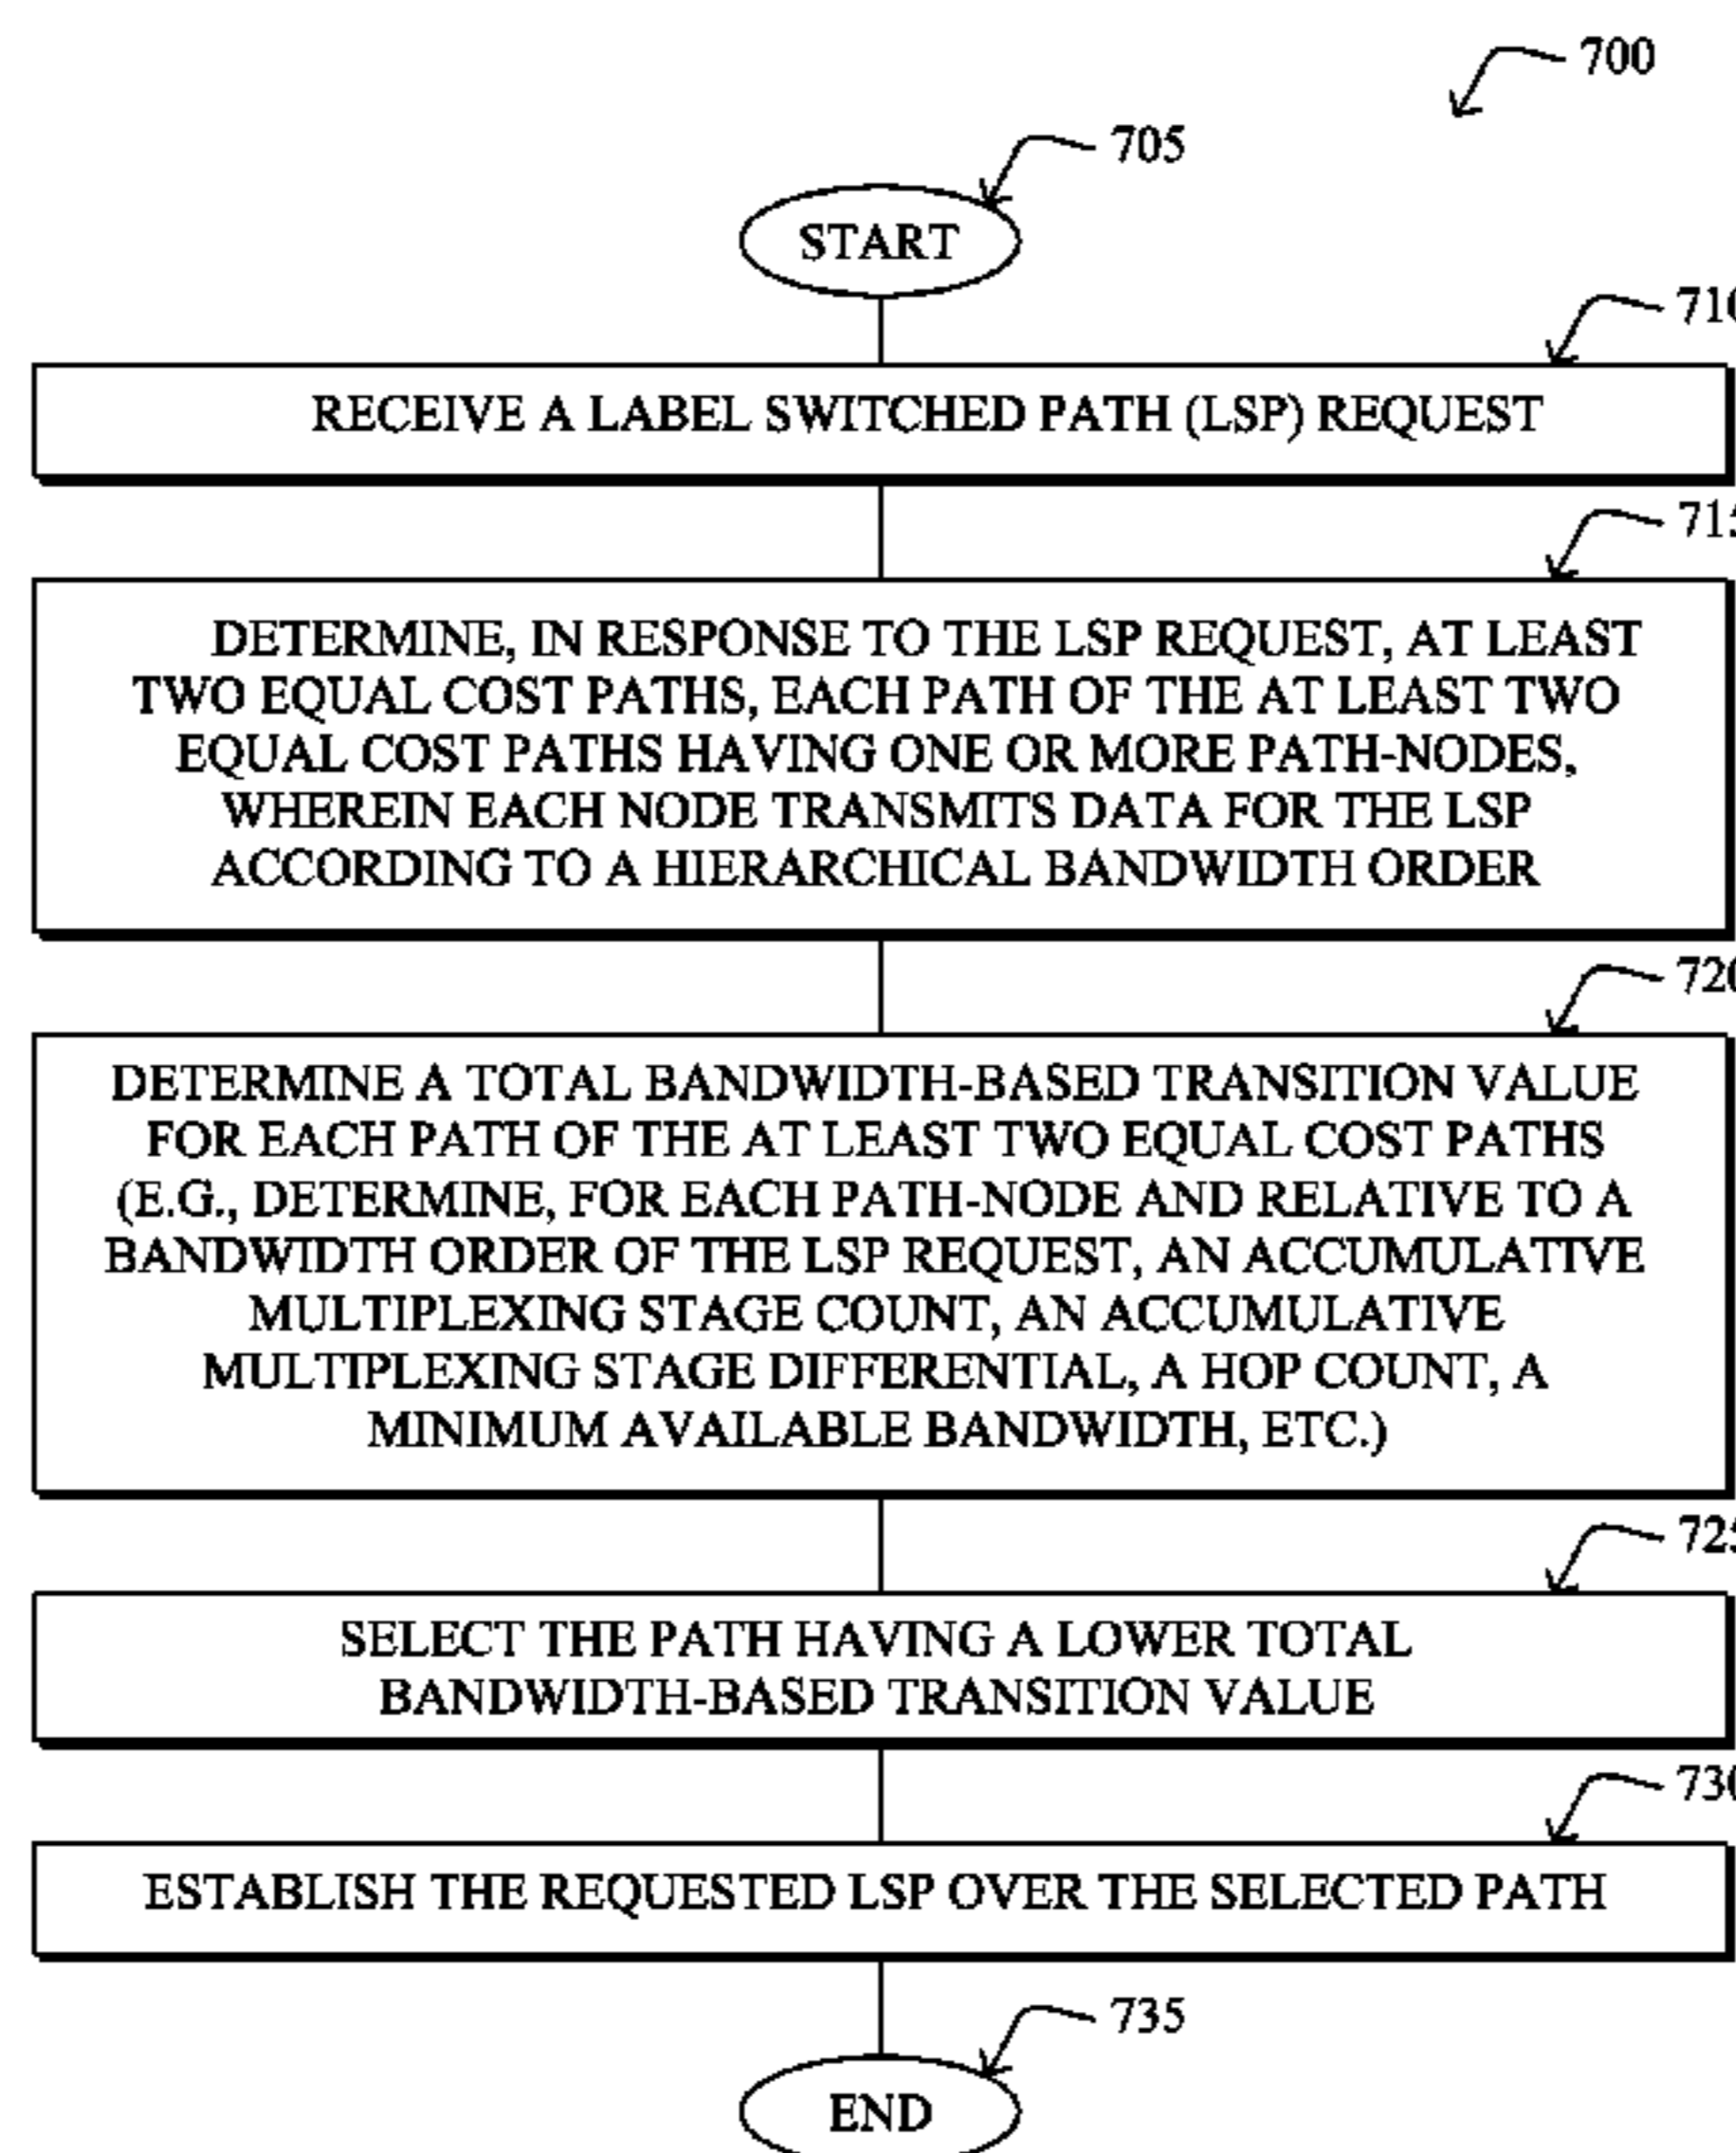 700
705
START
710
RECEIVE A LABEL SWITCHED PATH (LSP) REQUEST
715
DETERMINE, IN RESPONSE TO THE LSP REQUEST, AT LEAST
TWO EQUAL COST PATHS, EACH PATH OF THE AT LEAST TWO
EQUAL COST PATHS HAVING ONE OR MORE PATH-NODES,
WHEREIN EACH NODE TRANSMITS DATA FOR THE LSP
ACCORDING TO A HIERARCHICAL BANDWIDTH ORDER
720
DETERMINE A TOTAL BANDWIDTH-BASED TRANSITION VALUE
FOR EACH PATH OF THE AT LEAST TWO EQUAL COST PATHS
(E.G., DETERMINE, FOR EACH PATH-NODE AND RELATIVE TO A
BANDWIDTH ORDER OF THE LSP REQUEST, AN ACCUMULATIVE
MULTIPLEXING STAGE COUNT, AN ACCUMULATIVE
MULTIPLEXING STAGE DIFFERENTIAL, A HOP COUNT, A
MINIMUM AVAILABLE BANDWIDTH, ETC.)
725
SELECT THE PATH HAVING A LOWER TOTAL
BANDWIDTH-BASED TRANSITION VALUE
730
ESTABLISH THE REQUESTED LSP OVER THE SELECTED PATH
735
END